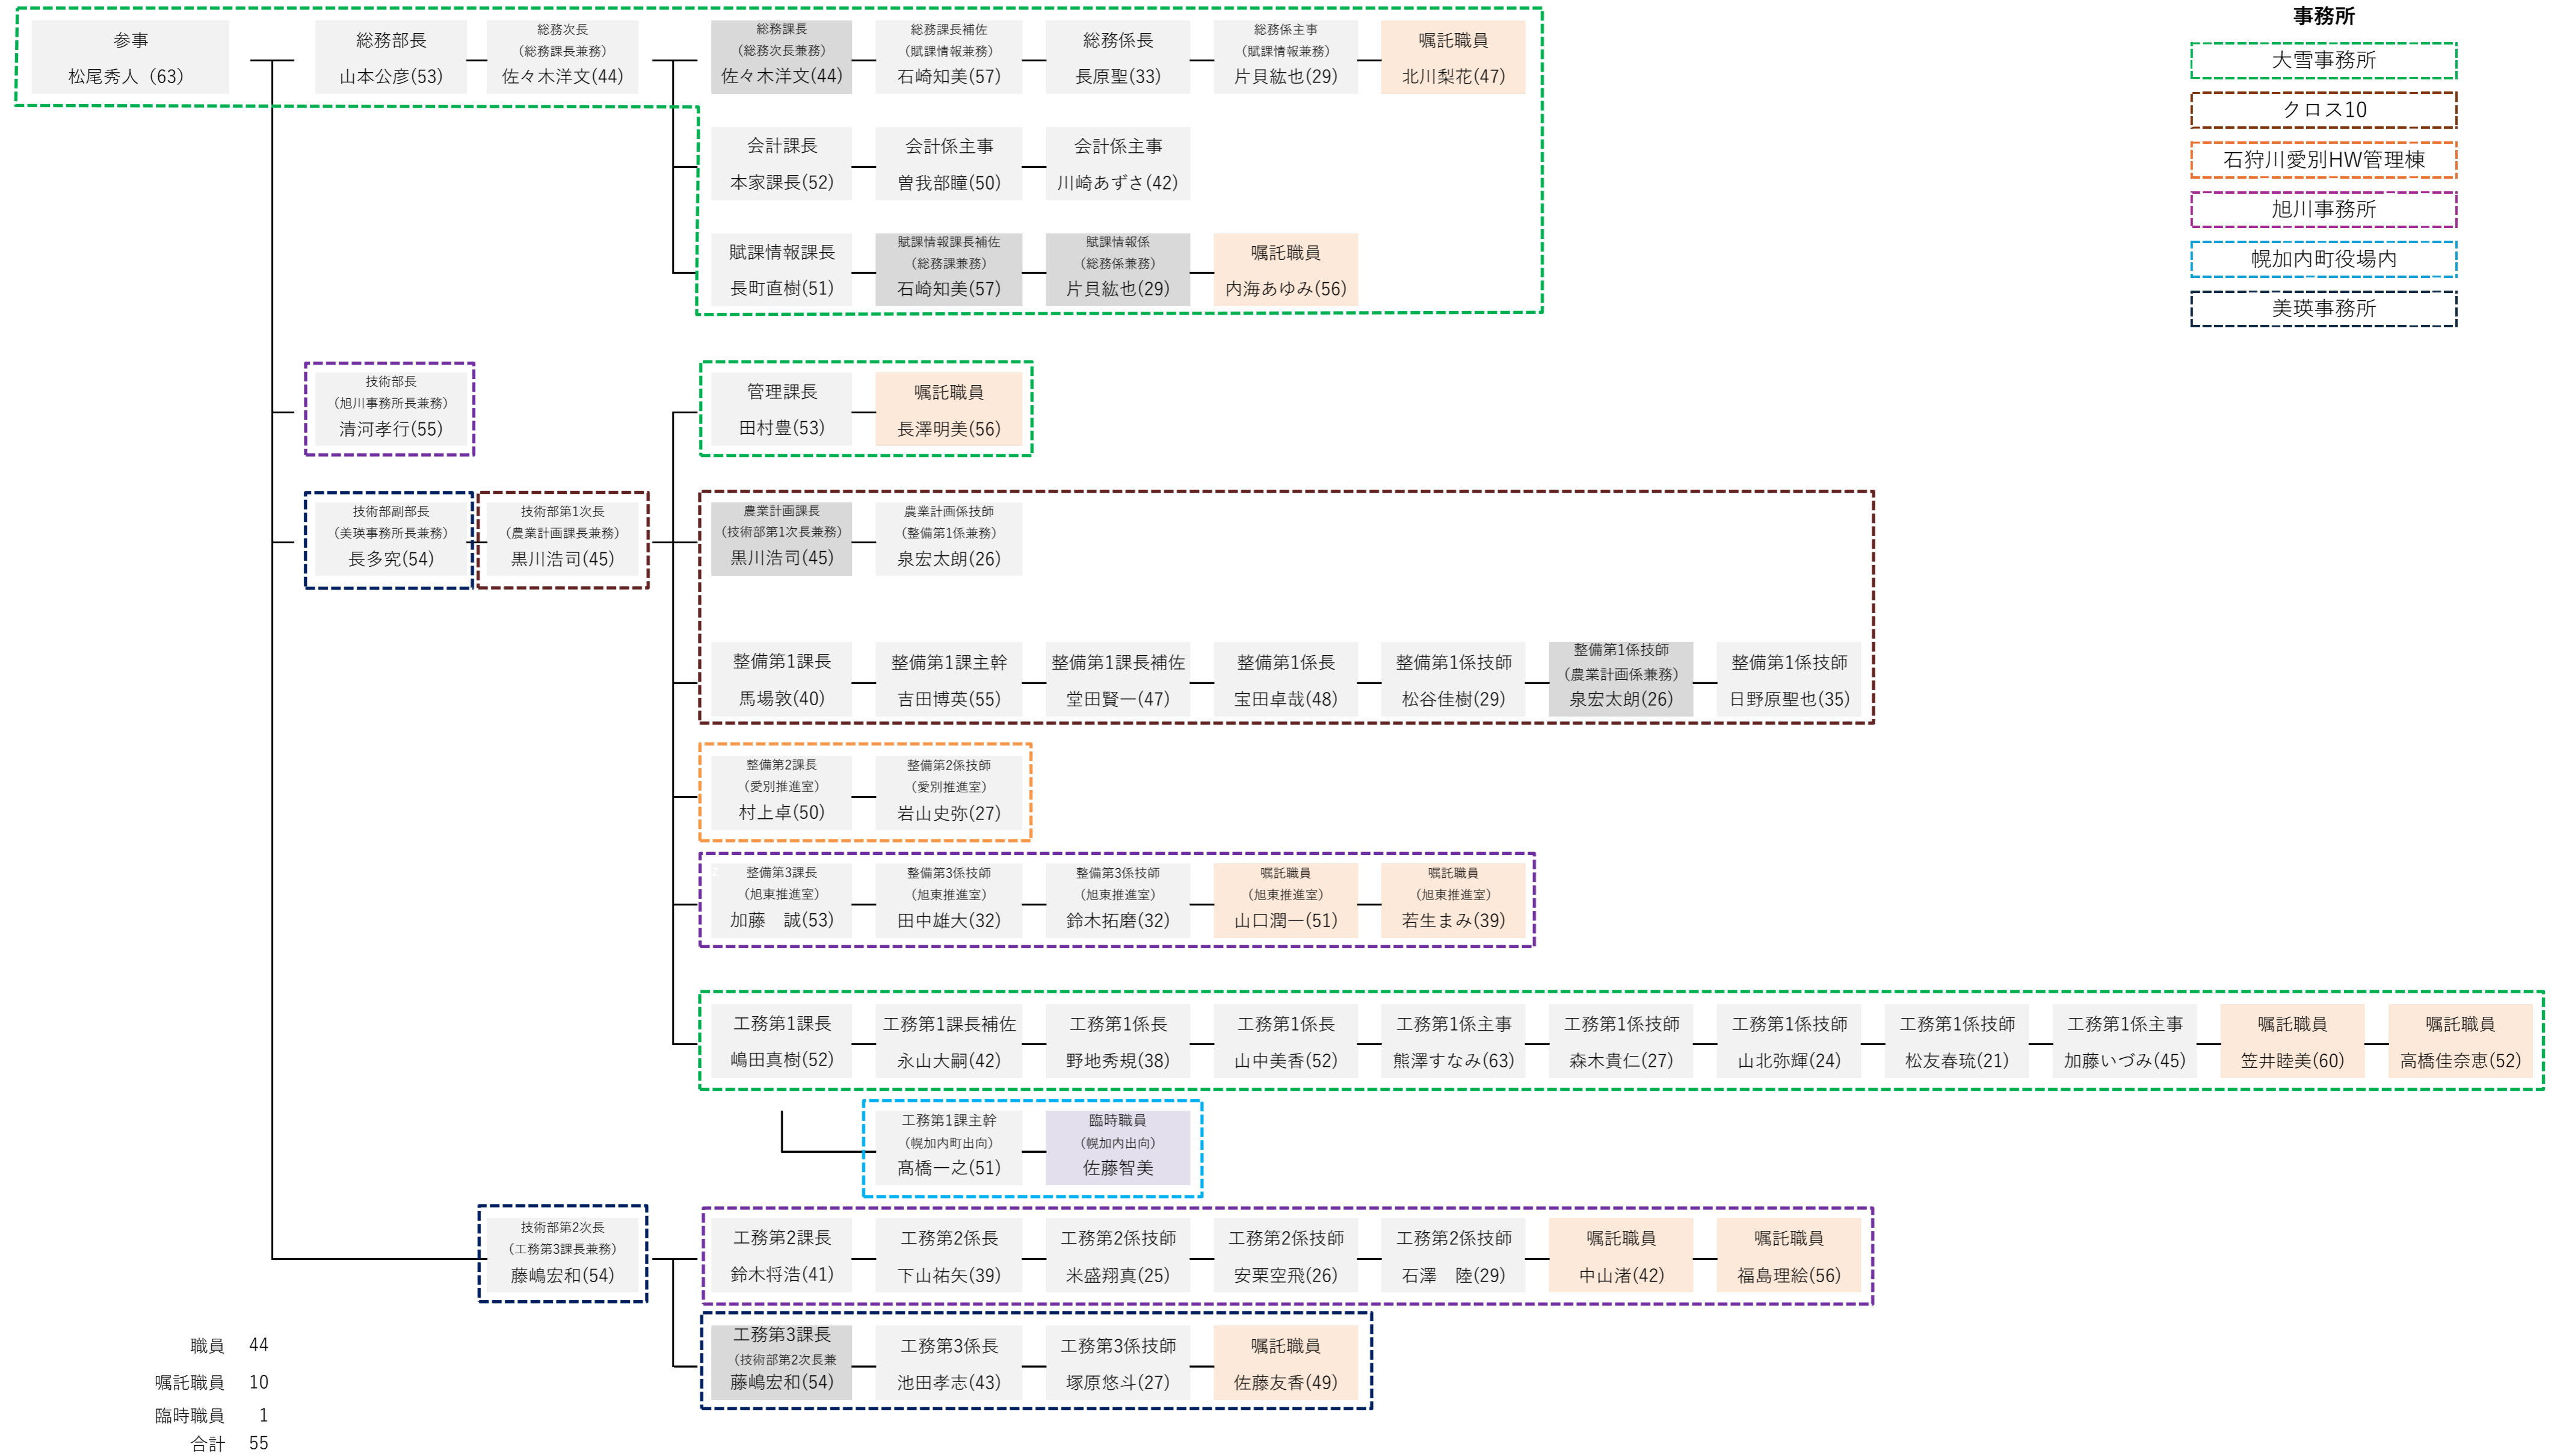 事務所
大雪事務所
クロス10
石狩川愛別HW管理棟
旭川事務所
幌加内町役場内
美瑛事務所
参事
松尾秀人（63）
総務部長
山本公彦(53)
総務次長
（総務課長兼務）
佐々木洋文(44)
総務課長
（総務次長兼務）
佐々木洋文(44)
総務課長補佐
（賦課情報兼務）
石崎知美(57)
総務係長
長原聖(33)
総務係主事
（賦課情報兼務）
片貝紘也(29)
嘱託職員
北川梨花(47)
会計課長
本家課長(52)
会計係主事
曽我部瞳(50)
会計係主事
川崎あずさ(42)
賦課情報課長
長町直樹(51)
賦課情報課長補佐
（総務課兼務）
石崎知美(57)
賦課情報係
（総務係兼務）
片貝紘也(29)
嘱託職員
内海あゆみ(56)
技術部長
（旭川事務所長兼務）
清河孝行(55)
管理課長
田村豊(53)
嘱託職員
長澤明美(56)
技術部副部長
（美瑛事務所長兼務）
長多究(54)
技術部第1次長
（農業計画課長兼務）
黒川浩司(45)
農業計画課長
（技術部第1次長兼務）
黒川浩司(45)
農業計画係技師
（整備第1係兼務）
泉宏太朗(26)
整備第1課長
馬場敦(40)
整備第1課主幹
吉田博英(55)
整備第1課長補佐
堂田賢一(47)
整備第1係長
宝田卓哉(48)
整備第1係技師
松谷佳樹(29)
整備第1係技師
（農業計画係兼務）
泉宏太朗(26)
整備第1係技師
日野原聖也(35)
整備第2課長
（愛別推進室）
村上卓(50)
整備第2係技師
（愛別推進室）
岩山史弥(27)
整備第3課長
（旭東推進室）
加藤　誠(53)
整備第3係技師
（旭東推進室）
田中雄大(32)
整備第3係技師
（旭東推進室）
鈴木拓磨(32)
嘱託職員
（旭東推進室）
山口潤一(51)
嘱託職員
（旭東推進室）
若生まみ(39)
工務第1課長
嶋田真樹(52)
工務第1課長補佐
永山大嗣(42)
工務第1係長
野地秀規(38)
工務第1係長
山中美香(52)
工務第1係主事
熊澤すなみ(63)
工務第1係技師
森木貴仁(27)
工務第1係技師
山北弥輝(24)
工務第1係技師
松友春琉(21)
工務第1係主事
加藤いづみ(45)
嘱託職員
笠井睦美(60)
嘱託職員
高橋佳奈恵(52)
工務第1課主幹
（幌加内町出向）
髙橋一之(51)
臨時職員
（幌加内出向）
佐藤智美
技術部第2次長
（工務第3課長兼務）
藤嶋宏和(54)
工務第2課長
鈴木将浩(41)
工務第2係長
下山祐矢(39)
工務第2係技師
米盛翔真(25)
工務第2係技師
安栗空飛(26)
工務第2係技師
石澤　陸(29)
嘱託職員
中山渚(42)
嘱託職員
福島理絵(56)
工務第3課長
（技術部第2次長兼
藤嶋宏和(54)
工務第3係長
池田孝志(43)
工務第3係技師
塚原悠斗(27)
嘱託職員
佐藤友香(49)
職員 44
嘱託職員 10
臨時職員 1
合計 55